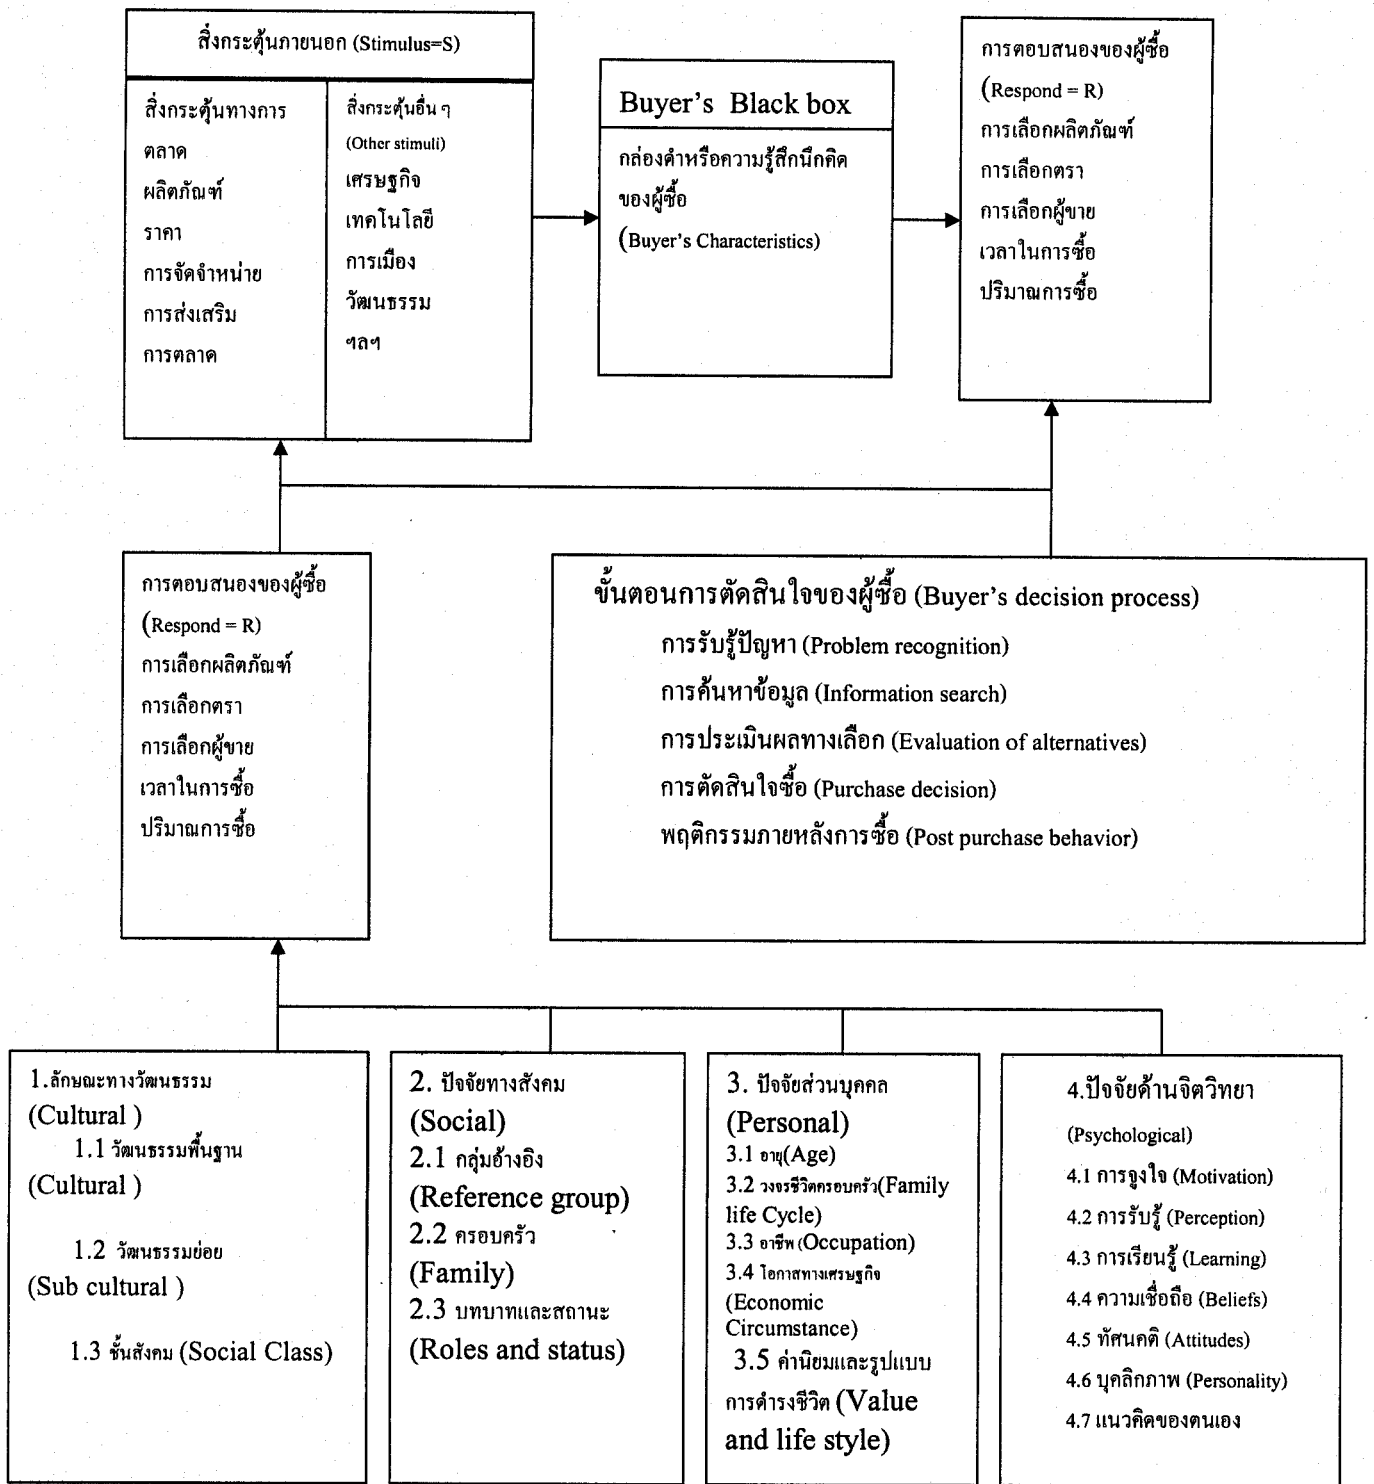 สิ่งกระตุ้นภายนอก (Stimulus=S)
สิ่งกระตุ้นทางการ
ตลาด
ผลิตภัณฑ์
ราคา
การจัดจำหน่าย
การส่งเสริม
การตลาด
สิ่งกระตุ้นอื่น ๆ
(Other stimuli)
เศรษฐกิจ
เทคโนโลยี
การเมือง
วัฒนธรรม
ฯลฯ
Buyer's Black box
กล่องดำหรือความรู้สึกนึกคิด
ของผู้ซื้อ
(Buyer's Characteristics)
การตอบสนองของผู้ซื้อ
(Respond = R)
การเลือกผลิตภัณฑ์
การเลือกตรา
การเลือกผู้ขาย
เวลาในการซื้อ
ปริมาณการซื้อ
การตอบสนองของผู้ซื้อ
(Respond = R)
การเลือกผลิตภัณฑ์
การเลือกตรา
การเลือกผู้ขาย
เวลาในการซื้อ
ปริมาณการซื้อ
ขั้นตอนการตัดสินใจของผู้ซื้อ (Buyer's decision process)
การรับรู้ปัญหา (Problem recognition)
การค้นหาข้อมูล (Information search)
การประเมินผลทางเลือก (Evaluation of alternatives)
การตัดสินใจซื้อ (Purchase decision)
พฤติกรรมภายหลังการซื้อ (Post purchase behavior)
1.ลักษณะทางวัฒนธรรม
(Cultural )
1.1 วัฒนธรรมพื้นฐาน
(Cultural )
1.2 วัฒนธรรมย่อย
(Sub cultural )
1.3 ชั้นสังคม (Social Class)
2. ปัจจัยทางสังคม
(Social)
2.1 กลุ่มอ้างอิง
(Reference group)
2.2 ครอบครัว
(Family)
2.3 บทบาทและสถานะ
(Roles and status)
3. ปัจจัยส่วนบุคคล
(Personal)
3.1 อายุ(Age)
3.2 วงจรชีวิตครอบครัว(Family
life Cycle)
3.3 อาชีพ (Occupation)
3.4 โอกาสทางเศรษฐกิจ
(Economic
Circumstance)
3.5 ค่านิยมและรูปแบบ
การดำรงชีวิต (Value
and life style)
4.ปัจจัยด้านจิตวิทยา
(Psychological)
4.1 การจูงใจ (Motivation)
4.2 การรับรู้ (Perception)
4.3 การเรียนรู้ (Learning)
4.4 ความเชื่อถือ (Beliefs)
4.5 ทัศนคติ (Attitudes)
4.6 บุคลิกภาพ (Personality)
4.7 แนวคิดของตนเอง